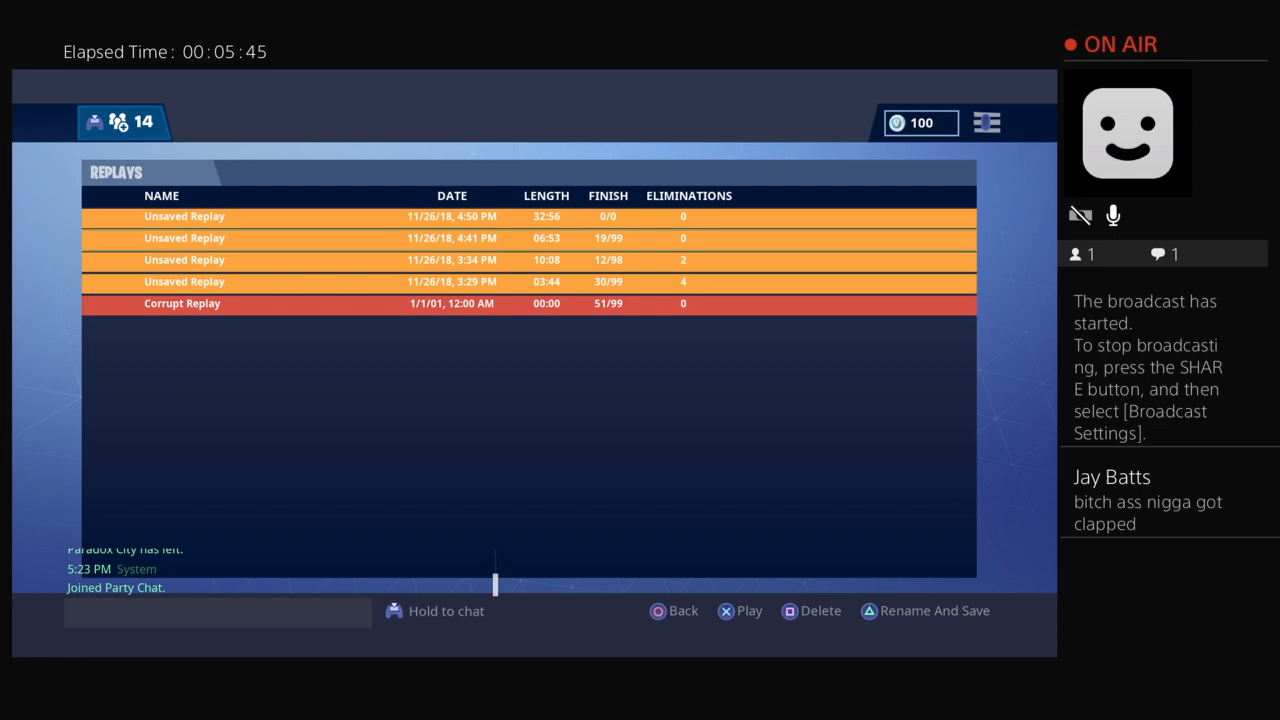 Elapsed Time: 00:05:45
ON AIR
14
100
REPLAYS
NAME DATE LENGTH FINISH ELIMINATIONS
Unsaved Replay 11/26/18, 4:50 PM 32:56 0/0 0
Unsaved Replay 11/26/18, 4:41 PM 06:53 19/99 0
Unsaved Replay 11/26/18, 3:34 PM 10:08 12/98 2
Unsaved Replay 11/26/18, 3:29 PM 03:44 30/99 4
Corrupt Replay 1/1/01, 12:00 AM 00:00 51/99 0
Paradox City has left.
5:23 PM System
Joined Party Chat.
Hold to chat
Back Play Delete Rename And Save
1 1
The broadcast has
started.
To stop broadcasti
ng, press the SHAR
E button, and then
select [Broadcast
Settings].
Jay Batts
bitch ass nigga got
clapped